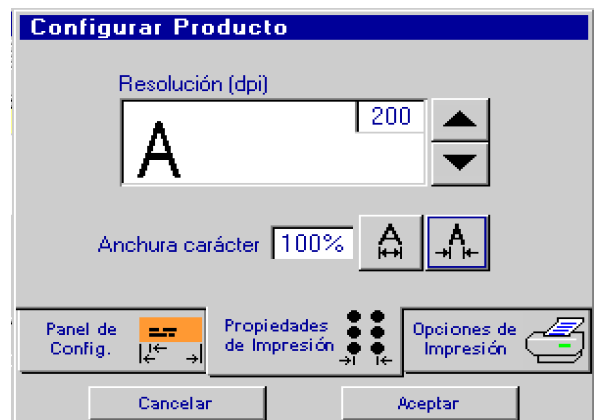 Configurar Producto
Resolución (dpi)
200
A
Anchura carácter 100% A A
Panel de
Config.
Propiedades
de Impresión
Opciones de
Impresión
Cancelar Aceptar